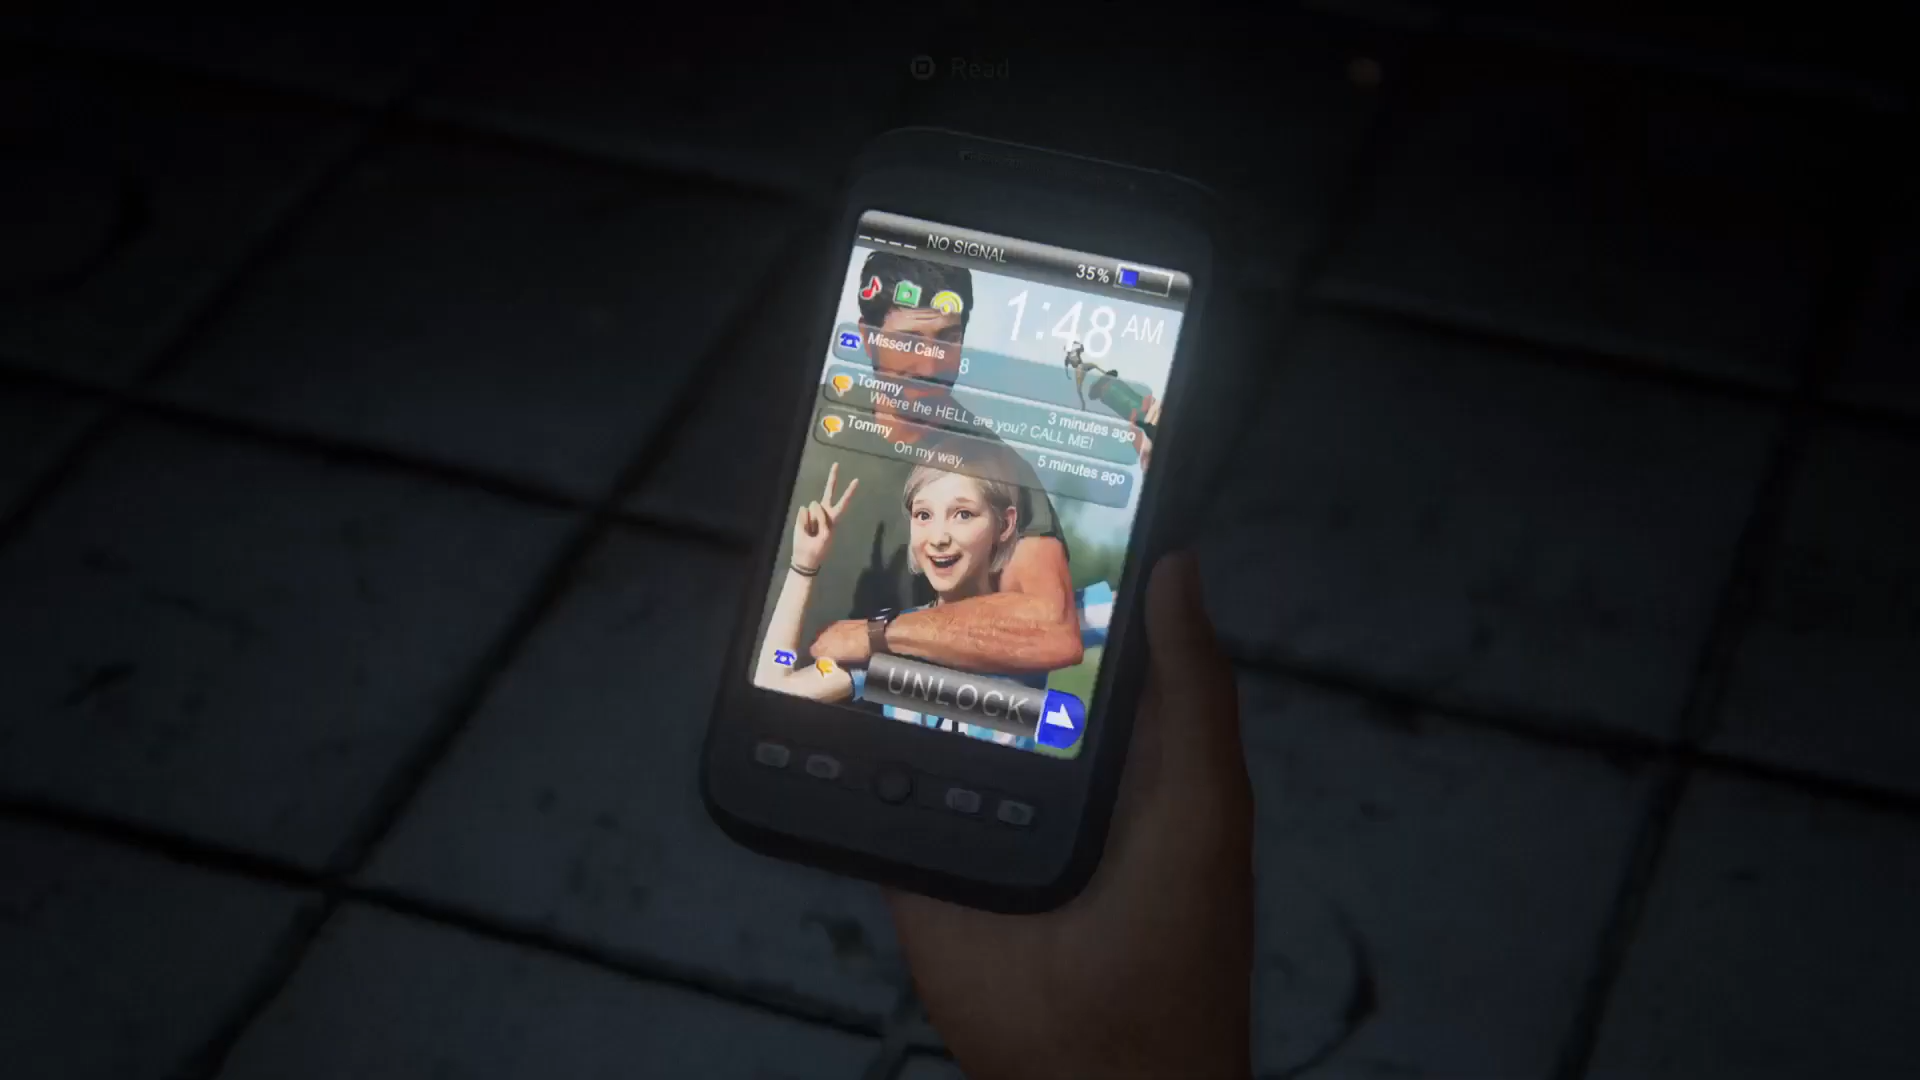 Read
NO SIGNAL
35%
1:48 AM
Missed Calls
8
Tommy
3 minutes ago
Where the HELL are you? CALL ME!
Tommy
5 minutes ago
On my way.
UNLOCK